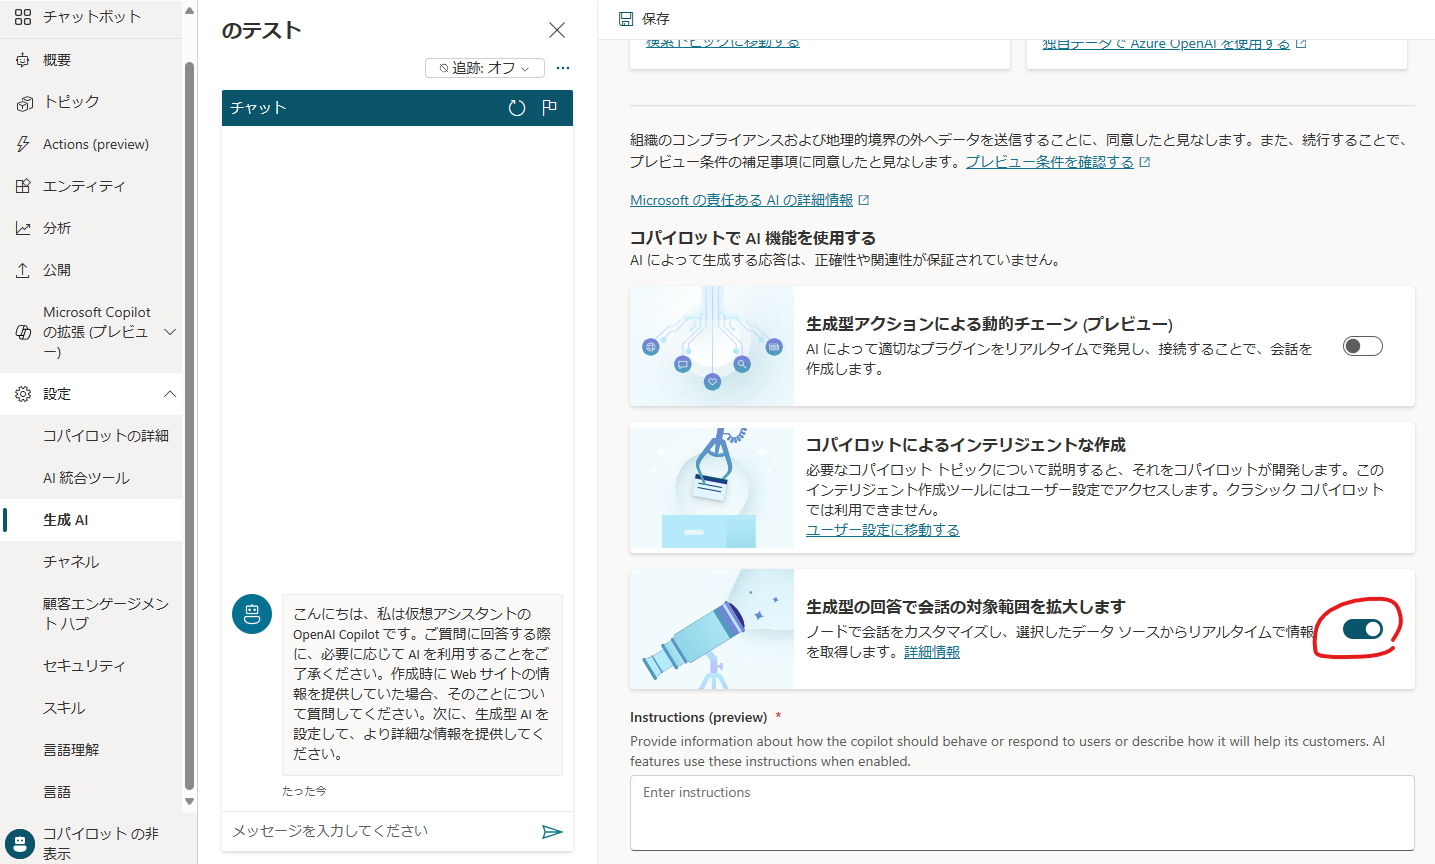 チャットボット
概要
トピック
Actions (preview)
エンティティ
分析
公開
Microsoft Copilot
の拡張 (プレビュ
ー)
設定
コパイロットの詳細
AI 統合ツール
生成 AI
チャネル
顧客エンゲージメン
ト ハブ
セキュリティ
スキル
言語理解
言語
コパイロット の非
表示
のテスト
追跡: オフ
チャット
こんにちは、私は仮想アシスタントの
OpenAI Copilot です。ご質問に回答する際
に、必要に応じて AI を利用することをご
了承ください。作成時に Web サイトの情
報を提供していた場合、そのことについ
て質問してください。次に、生成型 AI を
設定して、より詳細な情報を提供してく
ださい。
たった今
メッセージを入力してください
保存
検索トピックに移動する
独自データで Azure OpenAI を使用する
組織のコンプライアンスおよび地理的境界の外へデータを送信することに、同意したと見なします。また、続行することで、
プレビュー条件の補足事項に同意したと見なします。プレビュー条件を確認する
Microsoft の責任ある AI の詳細情報
コパイロットで AI 機能を使用する
AI によって生成する応答は、正確性や関連性が保証されていません。
生成型アクションによる動的チェーン (プレビュー)
AI によって適切なプラグインをリアルタイムで発見し、接続することで、会話を
作成します。
コパイロットによるインテリジェントな作成
必要なコパイロット トピックについて説明すると、それをコパイロットが開発します。この
インテリジェント作成ツールにはユーザー設定でアクセスします。クラシック コパイロット
では利用できません。
ユーザー設定に移動する
生成型の回答で会話の対象範囲を拡大します
ノードで会話をカスタマイズし、選択したデータ ソースからリアルタイムで情報
を取得します。詳細情報
Instructions (preview) *
Provide information about how the copilot should behave or respond to users or describe how it will help its customers. AI
features use these instructions when enabled.
Enter instructions